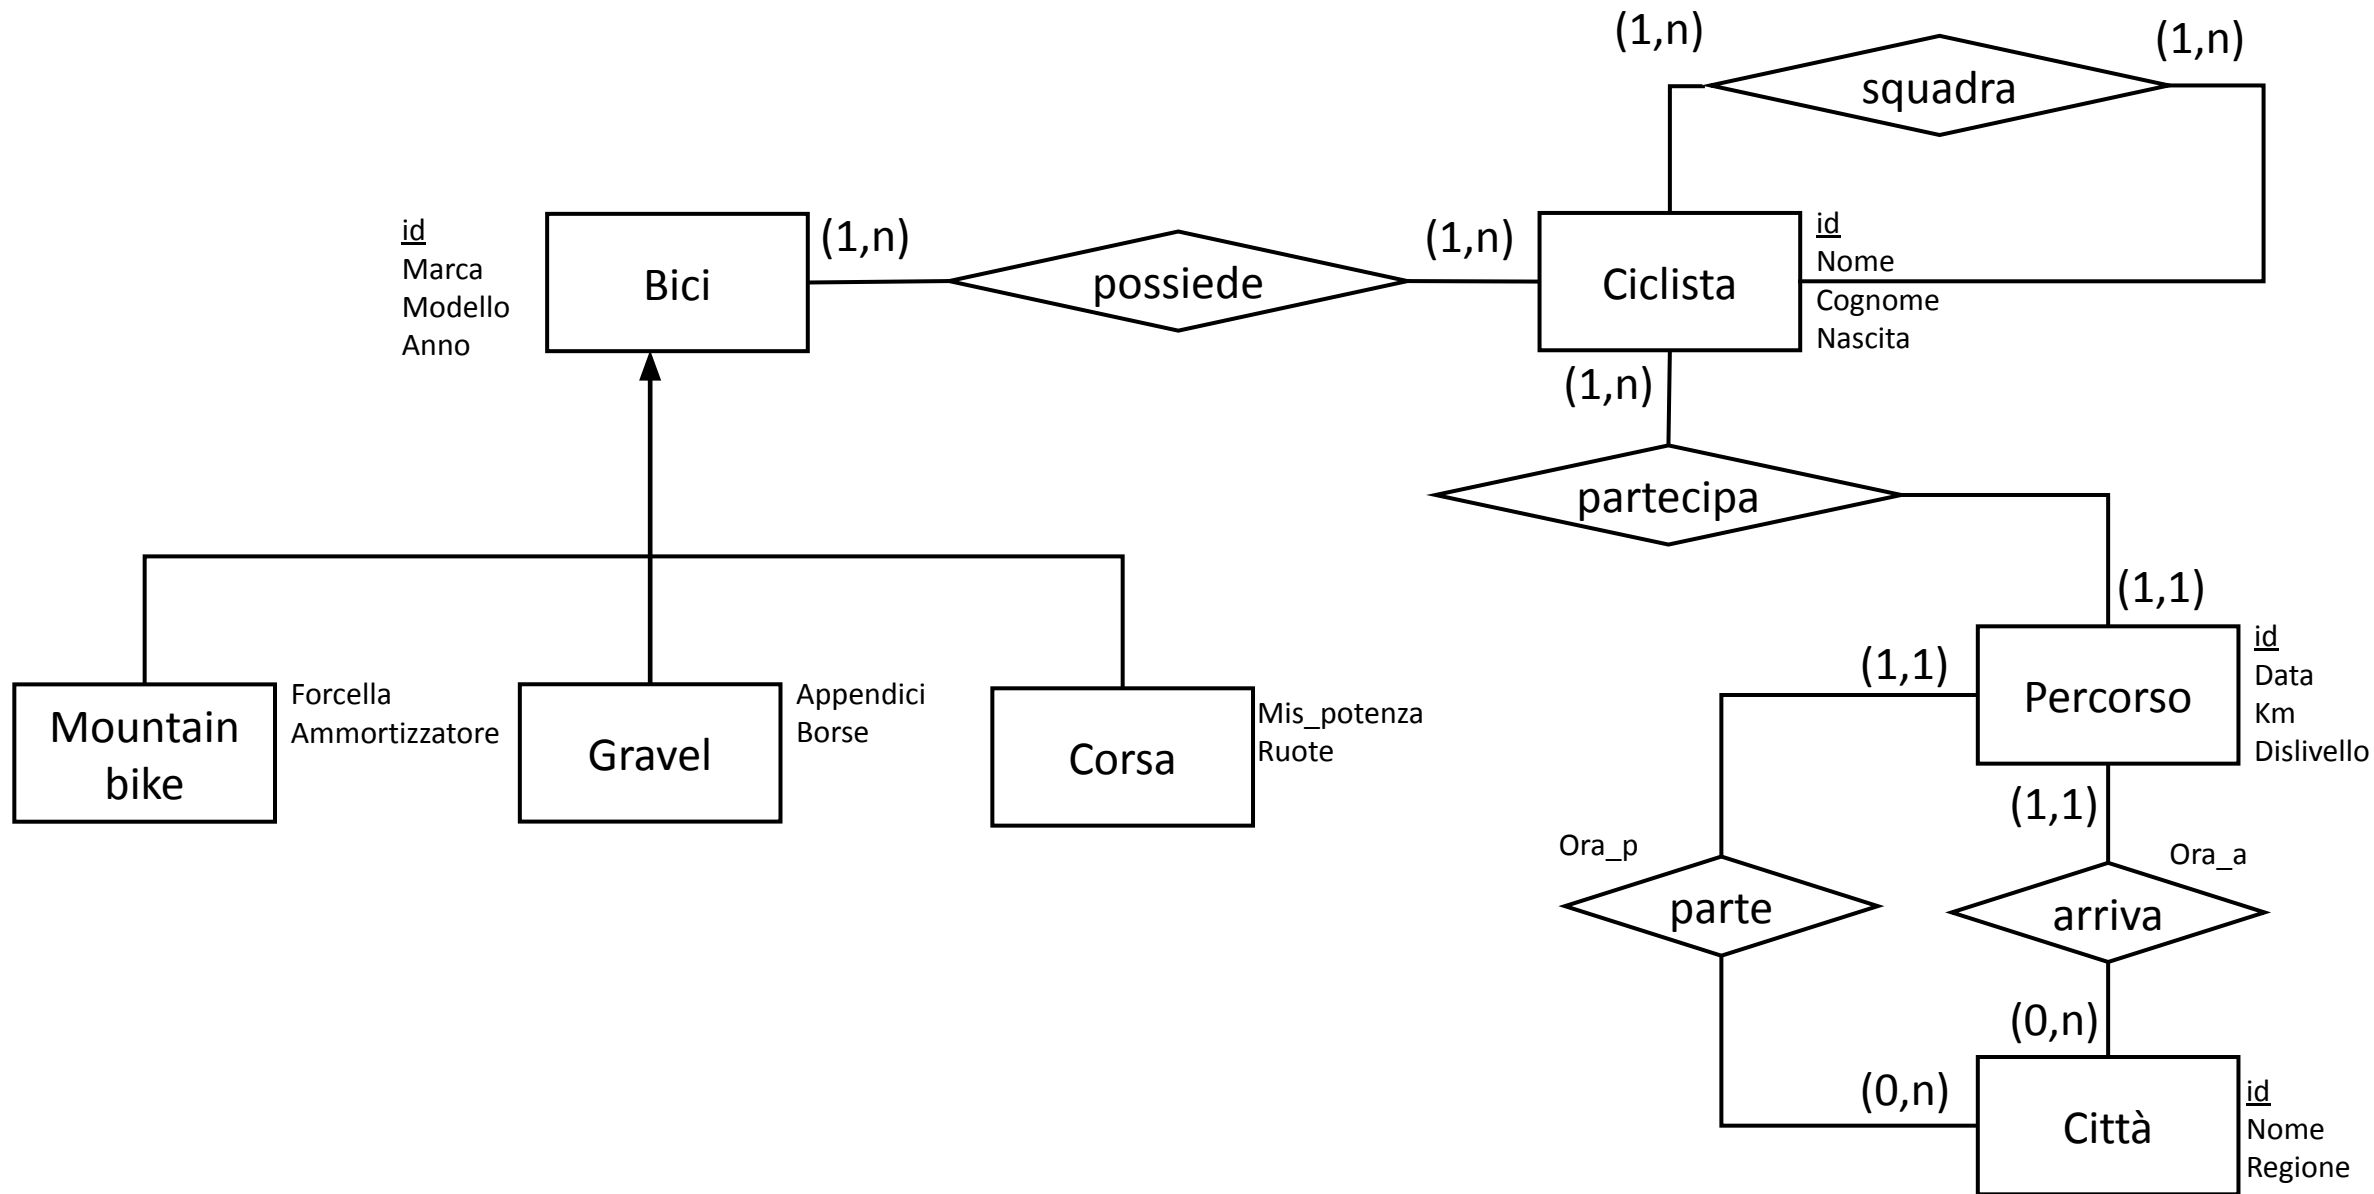 (1,n)
(1,n)
squadra
id
Marca
Modello
Anno
Bici
(1,n)
possiede
(1,n)
Ciclista
id
Nome
Cognome
Nascita
(1,n)
partecipa
(1,1)
Mountain
bike
Forcella
Ammortizzatore
Gravel
Appendici
Borse
Corsa
Mis_potenza
Ruote
(1,1)
Percorso
id
Data
Km
Dislivello
(1,1)
Ora_p
parte
Ora_a
arriva
(0,n)
(0,n)
Città
id
Nome
Regione